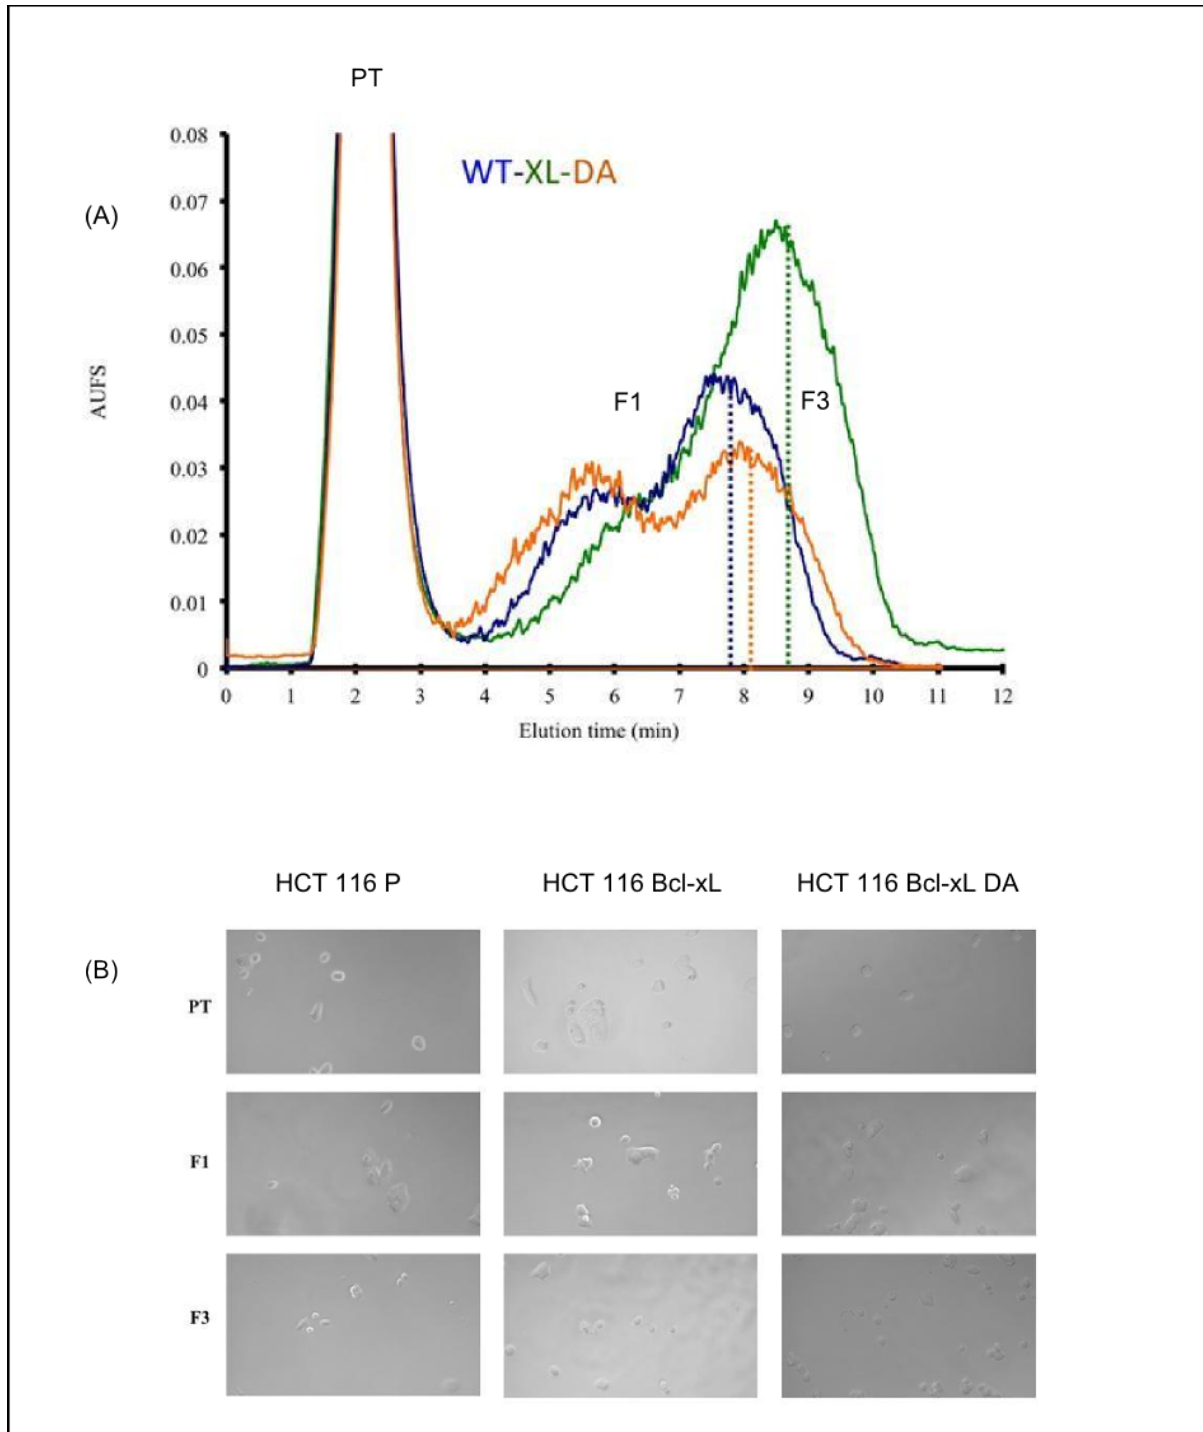 PT
(A)
WT-XL-DA
0.08
0.07
0.06
0.05
0.04
0.03
0.02
0.01
0
AUFS
F1
F3
0 1 2 3 4 5 6 7 8 9 10 11 12
Elution time (min)
HCT 116 P HCT 116 Bcl-xL HCT 116 Bcl-xL DA
(B)
PT
F1
F3